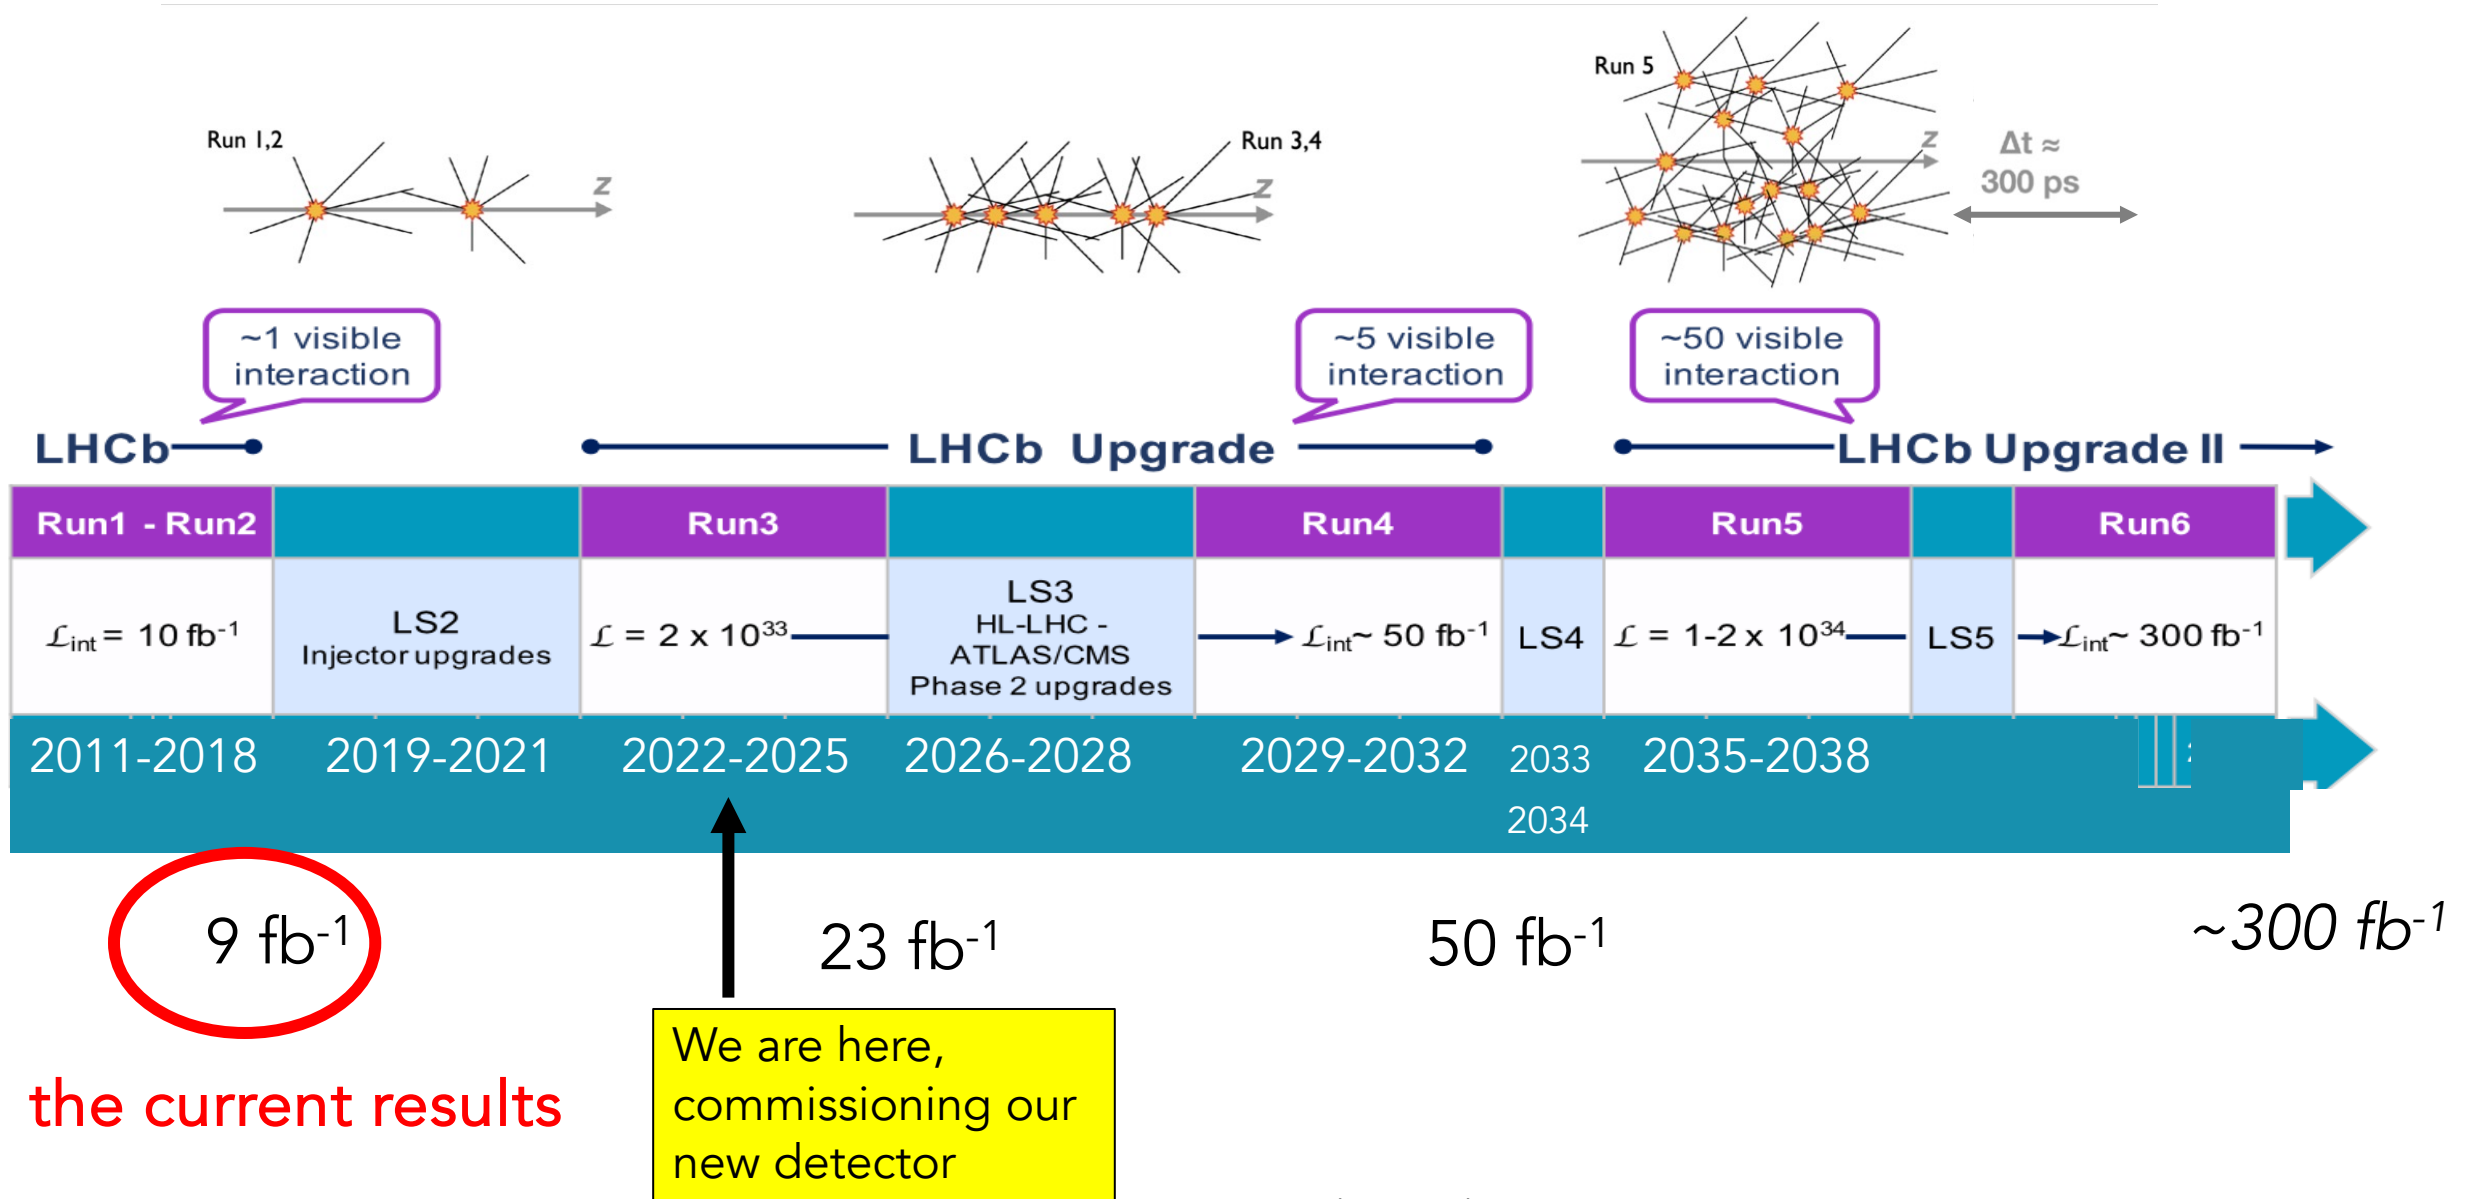 Run 1,2
z
Run 3,4
z
Run 5
z
Δt ≈
300 ps
~1 visible
interaction
~5 visible
interaction
~50 visible
interaction
LHCb
LHCb Upgrade
LHCb Upgrade II
Run1 - Run2
Run3
Run4
Run5
Run6
ℒint = 10 fb-1
LS2
Injector upgrades
ℒ = 2 x 10³³
LS3
HL-LHC -
ATLAS/CMS
Phase 2 upgrades
ℒint~ 50 fb-1
LS4
ℒ = 1-2 x 10³⁴
LS5
ℒint~ 300 fb-1
2011-2018
2019-2021
2022-2025
2026-2028
2029-2032
2033
2034
2035-2038
9 fb-1
23 fb-1
50 fb-1
~300 fb-1
the current results
We are here,
commissioning our
new detector